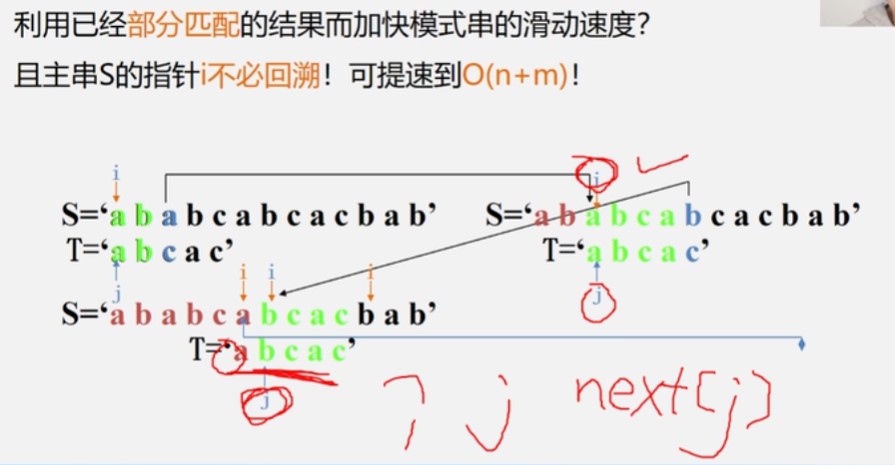 利用已经部分匹配的结果而加快模式串的滑动速度？
且主串S的指针i不必回溯！可提速到O(n+m)！
i
S=‘a b a b c a b c a c b a b’
T=‘a b c a c’
j
i
S=‘a b a b c a b c a c b a b’
T=‘a b c a c’
j
i i i
S=‘a b a b c a b c a c b a b’
T=‘a b c a c’
j
? j next[j]